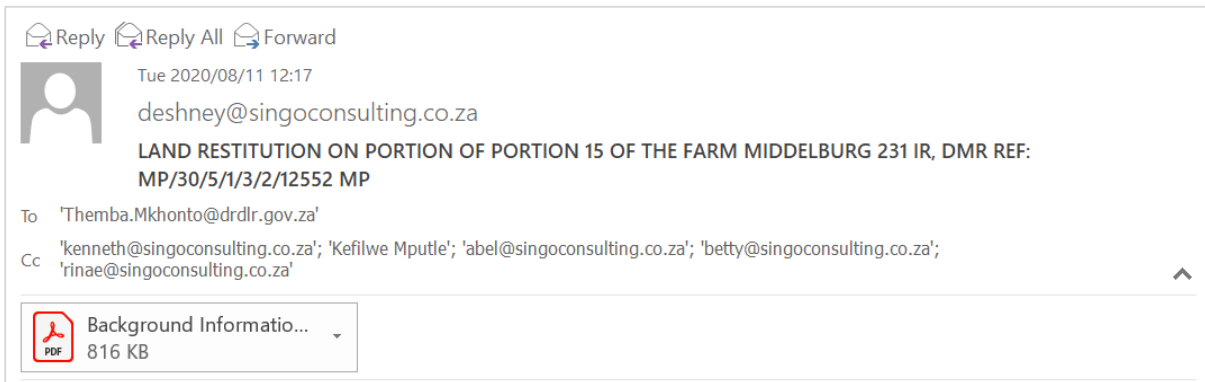 Reply Reply All Forward
Tue 2020/08/11 12:17
deshney@singoconsulting.co.za
LAND RESTITUTION ON PORTION OF PORTION 15 OF THE FARM MIDDELBURG 231 IR, DMR REF:
MP/30/5/1/3/2/12552 MP
To 'Themba.Mkhonto@drdlr.gov.za'
Cc 'kenneth@singoconsulting.co.za'; 'Kefilwe Mputle'; 'abel@singoconsulting.co.za'; 'betty@singoconsulting.co.za';
'rinae@singoconsulting.co.za'
Background Informatio...
PDF 816 KB